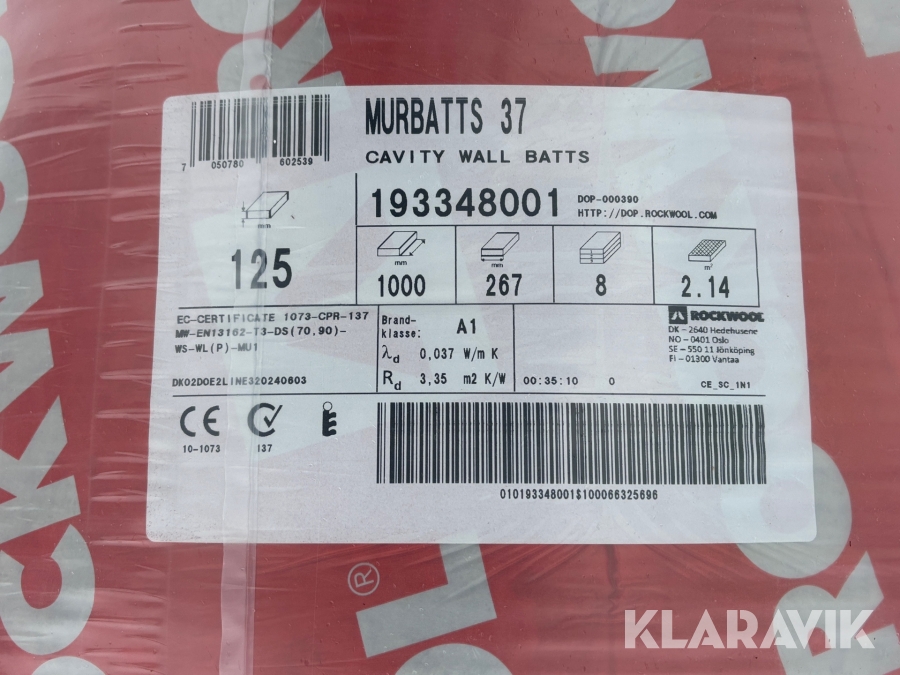 MURBATTS 37
CAVITY WALL BATTS
7 050780 602539
193348001
DOP-000390
HTTP://DOP.ROCKWOOL.COM
mm
125
mm
1000
mm
267
8
m²
2.14
EC-CERTIFICATE 1073-CPR-137
MW-EN13162-T3-DS(70,90)-
WS-WL(P)-MU1
DK02DOE2LINE320240603
Brand-
klasse: A1
λd 0,037 W/m K
Rd 3,35 m2 K/W
ROCKWOOL
DK - 2640 Hedehusene
NO - 0401 Oslo
SE - 550 11 Jönköping
FI - 01300 Vantaa
00:35:10 0
CE_SC_1N1
CE
10-1073
137
010193348001$100066325696
®
KLARAVIK